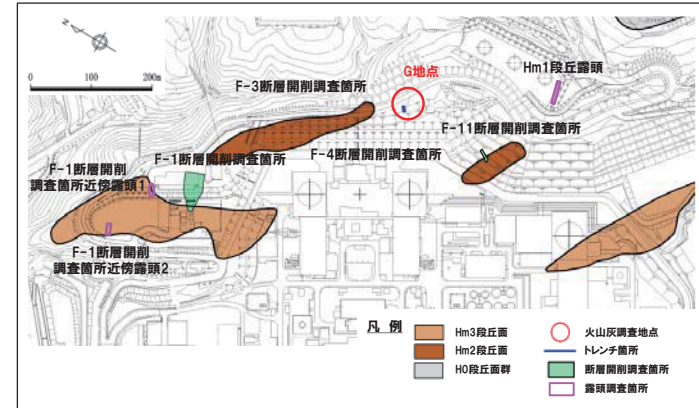 N
0
100
200m
G地点
Hm1段丘露頭
F-3断層開削調査箇所
F-11断層開削調査箇所
F-1断層開削調査箇所
F-4断層開削調査箇所
F-1断層開削
調査箇所近傍露頭1
F-1断層開削
調査箇所近傍露頭2
凡 例
Hm3段丘面
Hm2段丘面
H0段丘面群
火山灰調査地点
トレンチ箇所
断層開削調査箇所
露頭調査箇所